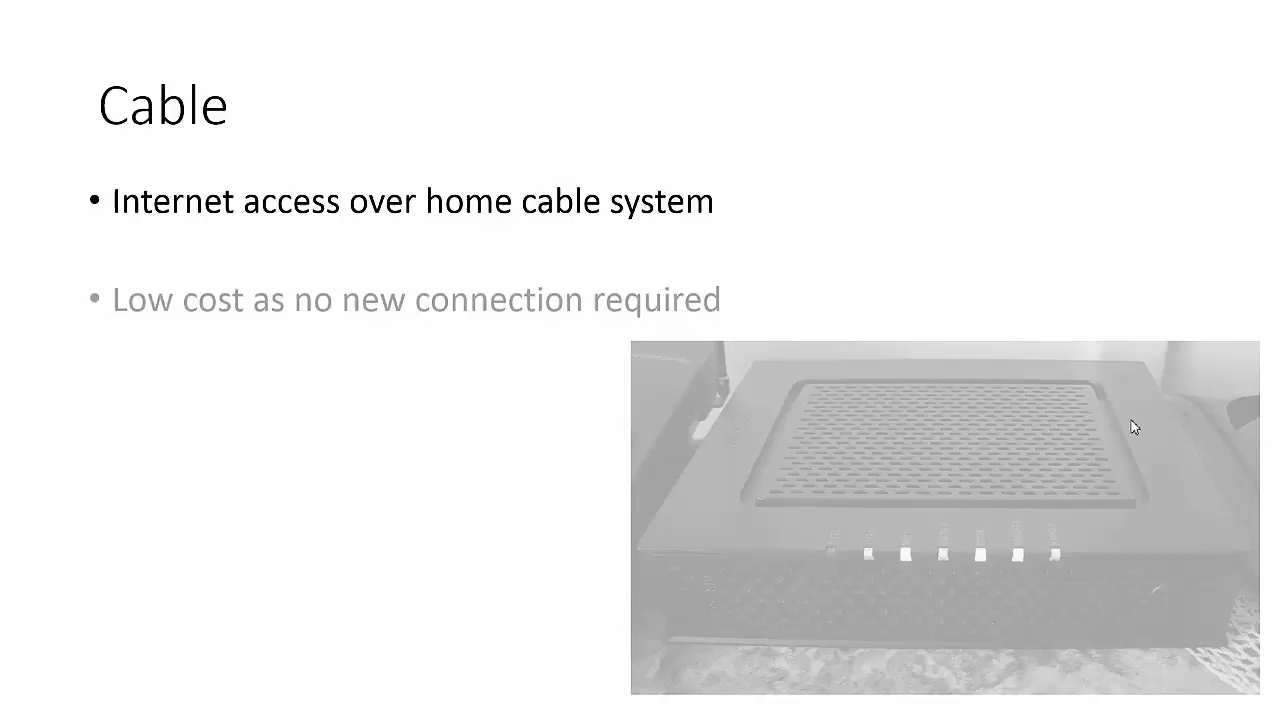 Cable
• Internet access over home cable system
• Low cost as no new connection required